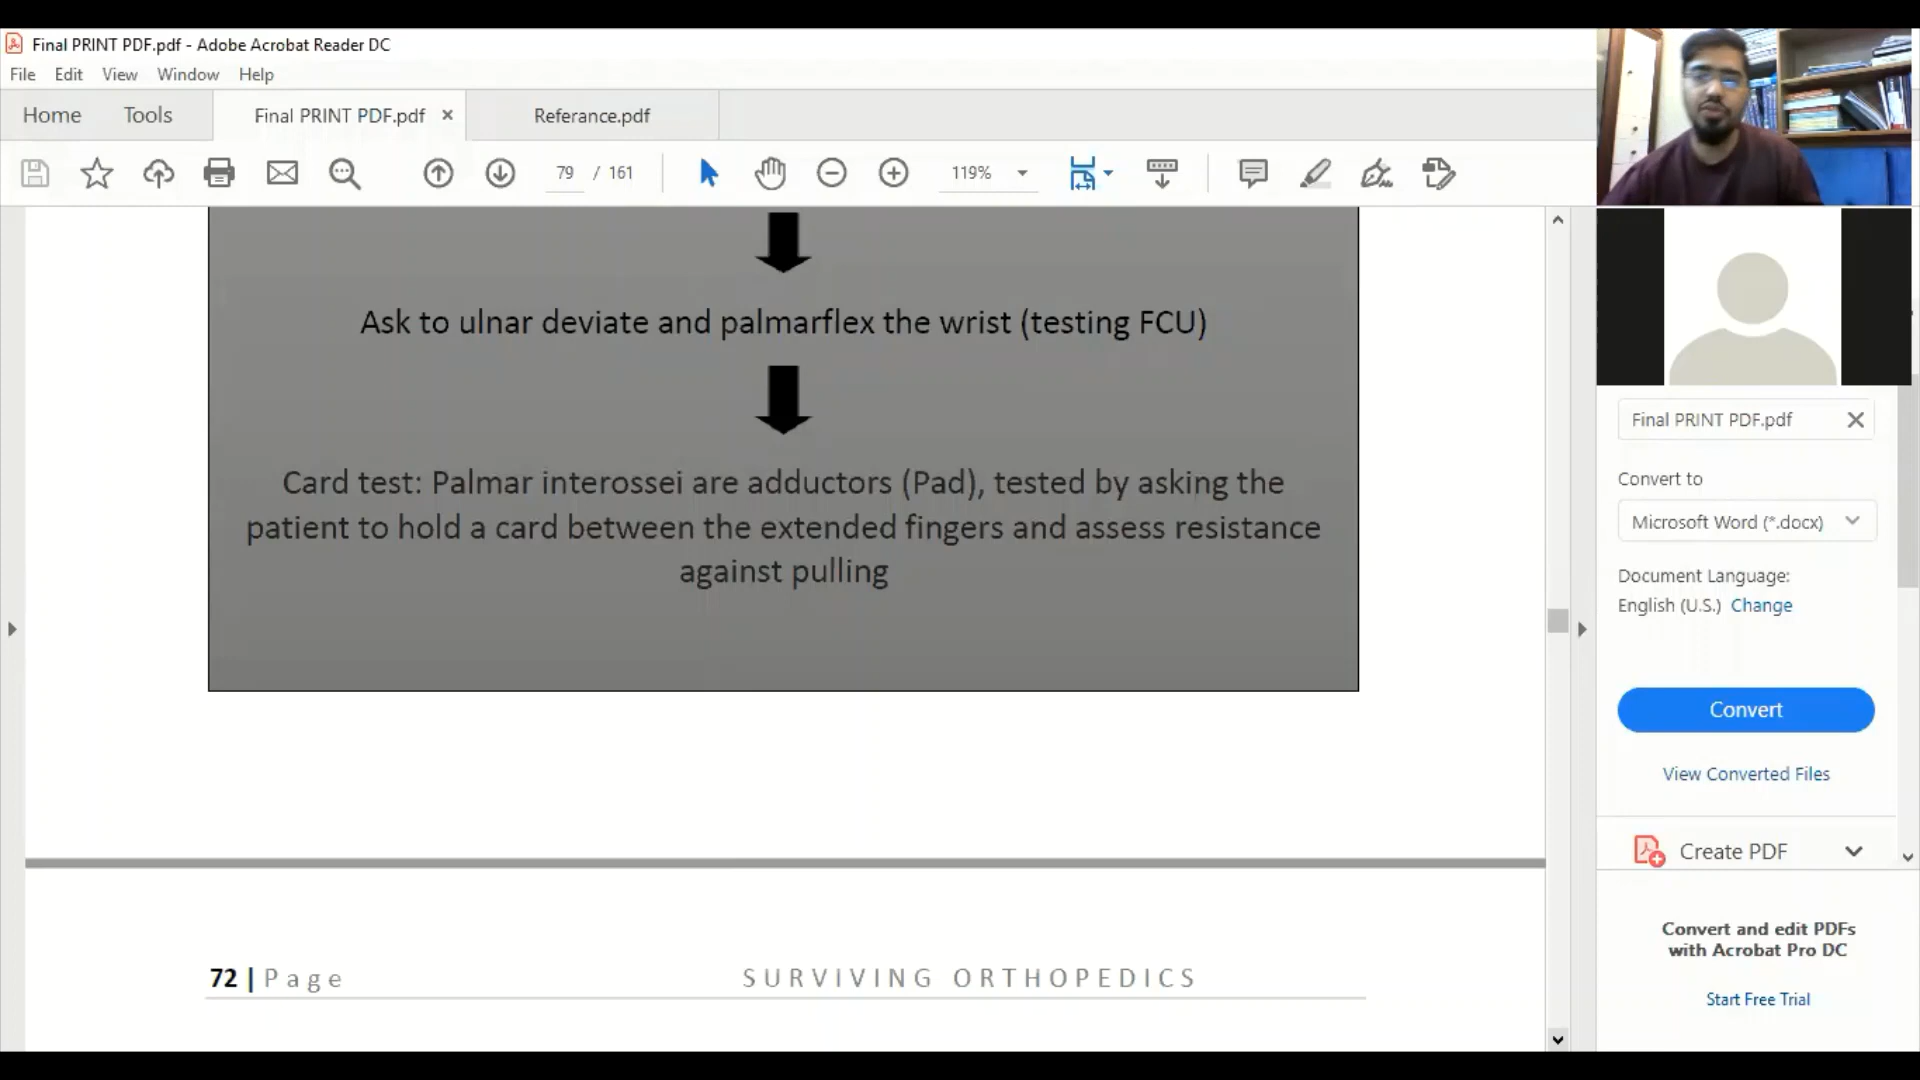 Final PRINT PDF.pdf - Adobe Acrobat Reader DC
File Edit View Window Help
Home Tools Final PRINT PDF.pdf × Referance.pdf
79 / 161 119%
Ask to ulnar deviate and palmarflex the wrist (testing FCU)
Card test: Palmar interossei are adductors (Pad), tested by asking the
patient to hold a card between the extended fingers and assess resistance
against pulling
72 | Page SURVIVING ORTHOPEDICS
Final PRINT PDF.pdf
Convert to
Microsoft Word (*.docx)
Document Language:
English (U.S.) Change
Convert
View Converted Files
Create PDF
Convert and edit PDFs
with Acrobat Pro DC
Start Free Trial